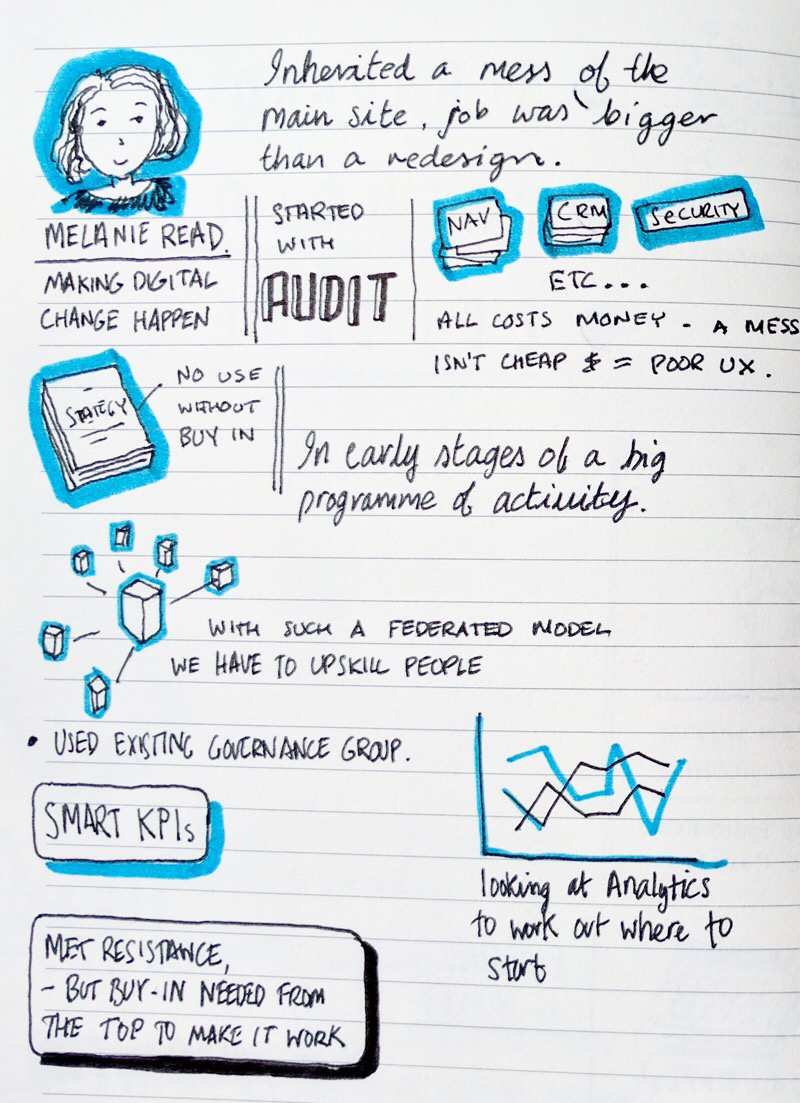 Inherited a mess of the
main site, job was bigger
than a redesign.
MELANIE READ.
MAKING DIGITAL
CHANGE HAPPEN
STARTED
WITH
AUDIT
NAV
CRM
SECURITY
ETC...
ALL COSTS MONEY - A MESS
ISN'T CHEAP $ = POOR UX.
STATEGY
NO USE
WITHOUT
BUY IN
In early stages of a big
programme of activity.
WITH SUCH A FEDERATED MODEL
WE HAVE TO UPSKILL PEOPLE
• USED EXISTING GOVERNANCE GROUP.
SMART KPIs
looking at Analytics
to work out where to
start
MET RESISTANCE,
- BUT BUY-IN NEEDED FROM
THE TOP TO MAKE IT WORK